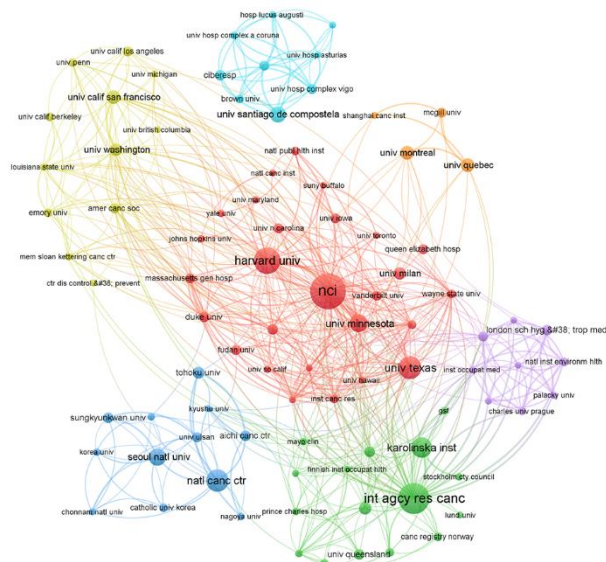 hosp lucus augusti
univ hosp complex a coruna
univ calif los angeles
univ hosp asturias
univ penn
univ michigan
ciberesp
univ calif san francisco
brown univ
univ hosp complex vigo
univ santiago de compostela
shanghai canc inst
mcgill univ
univ calif berkeley
univ british columbia
univ washington
natl publ hlth inst
univ montreal
univ quebec
louisiana state univ
natl canc inst
suny buffalo
univ maryland
emory univ
amer canc soc
yale univ
univ iowa
univ n carolina
univ toronto
johns hopkins univ
queen elizabeth hosp
mem sloan kettering canc ctr
harvard univ
massachusetts gen hosp
univ milan
ctr dis control &#38; prevent
nci
vanderbilt univ
wayne state univ
duke univ
univ minnesota
london sch hyg &#38; trop med
fudan univ
natl inst environm hlth
tohoku univ
univ so calif
univ texas
inst occupat med
univ hawaii
palacky univ
kyushu univ
inst canc res
charles univ prague
sungkyunkwan univ
gsf
univ ulsan
aichi canc ctr
mayo clin
karolinska inst
korea univ
seoul natl univ
finnish inst occupat hlth
stockholm cty council
natl canc ctr
int agcy res canc
catholic univ korea
prince charles hosp
lund univ
chonnam natl univ
nagoya univ
canc registry norway
univ queensland